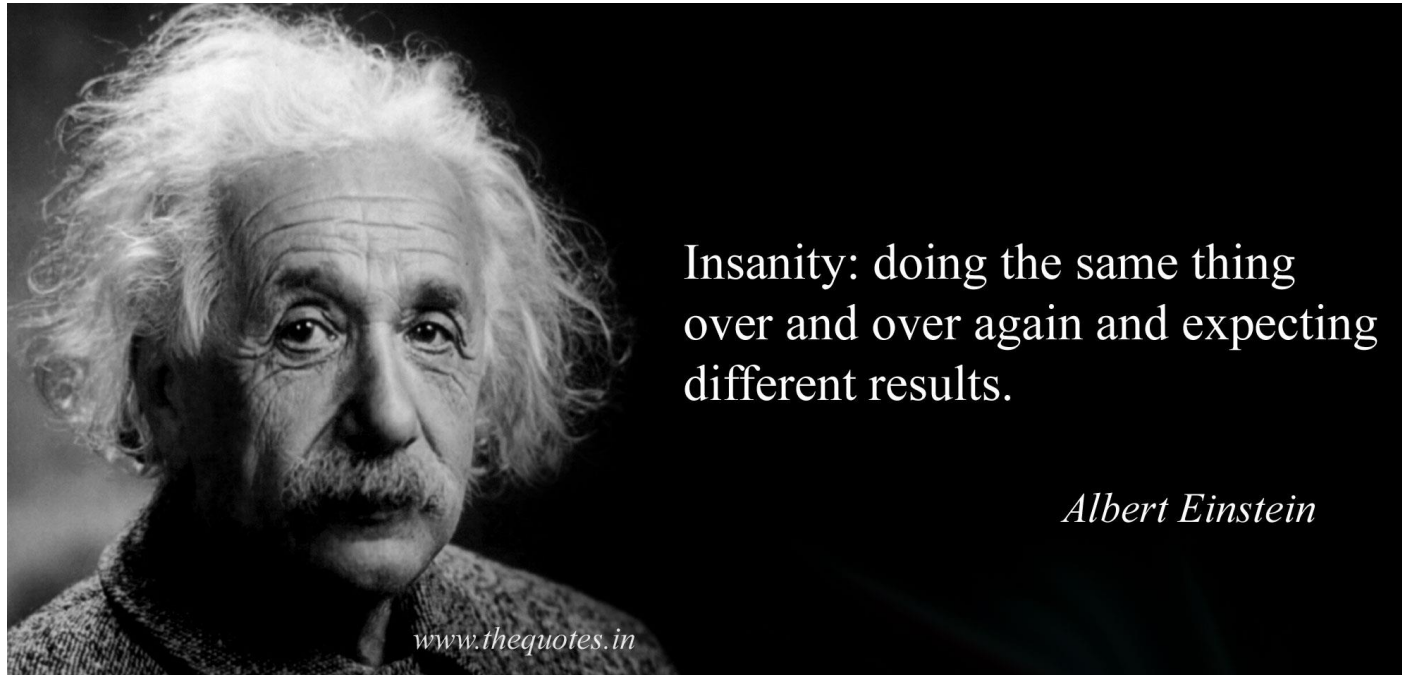 Insanity: doing the same thing
over and over again and expecting
different results.
Albert Einstein
www.thequotes.in